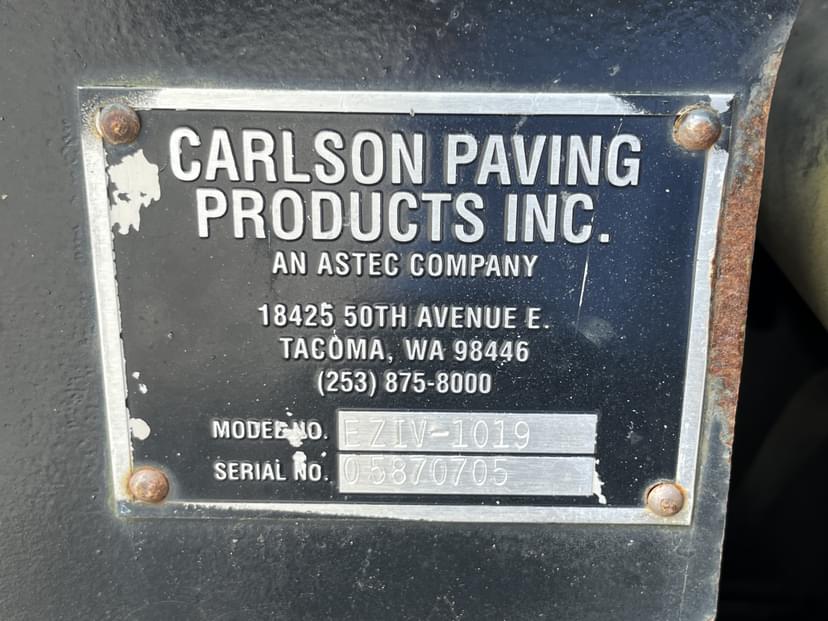 CARLSON PAVING
PRODUCTS INC.
AN ASTEC COMPANY
18425 50TH AVENUE E.
TACOMA, WA 98446
(253) 875-8000
MODEL NO. EZIV-1019
SERIAL NO. 05870705